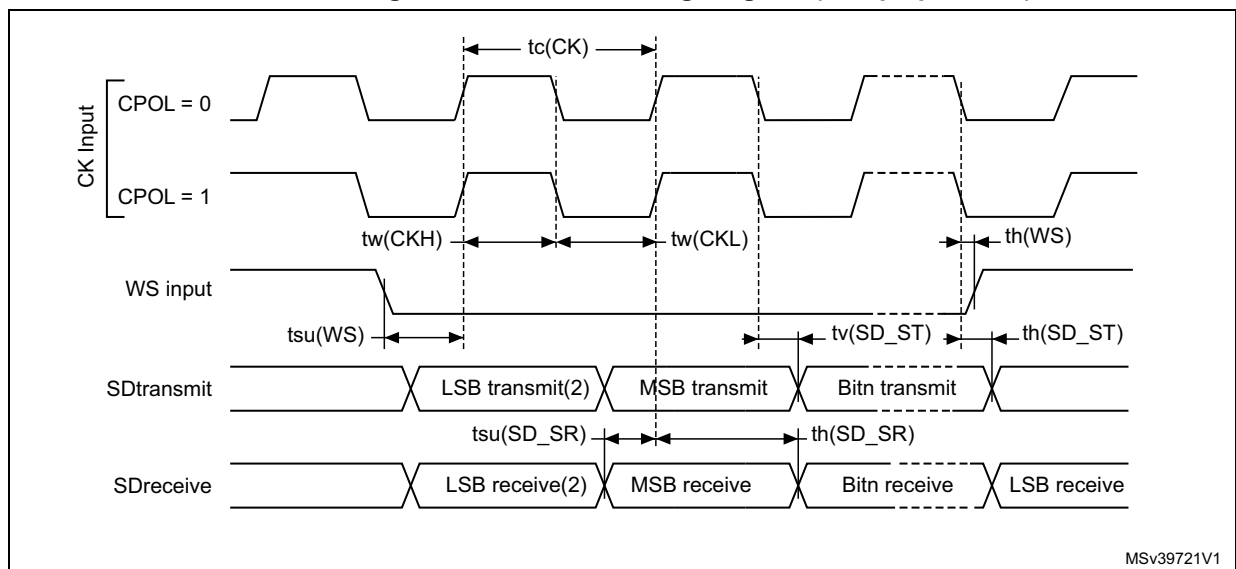 tc(CK)
CPOL = 0
CK Input
CPOL = 1
tw(CKH)
tw(CKL)
th(WS)
WS input
tsu(WS)
tv(SD_ST)
th(SD_ST)
SDtransmit
LSB transmit(2)
MSB transmit
Bitn transmit
tsu(SD_SR)
th(SD_SR)
SDreceive
LSB receive(2)
MSB receive
Bitn receive
LSB receive
MSv39721V1